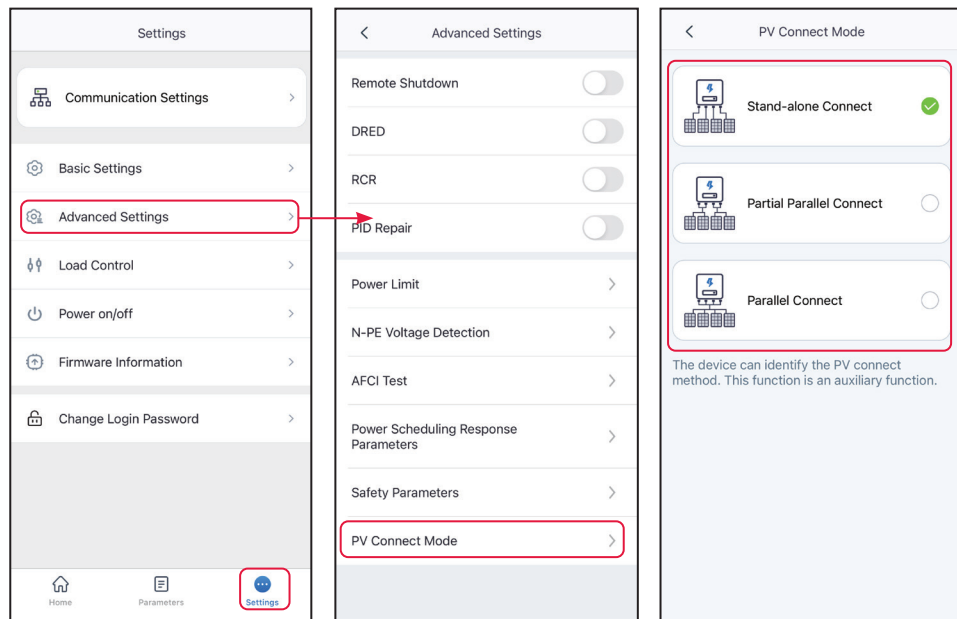 Settings
Communication Settings
Basic Settings
Advanced Settings
Load Control
Power on/off
Firmware Information
Change Login Password
Home
Parameters
Settings
Advanced Settings
Remote Shutdown
DRED
RCR
PID Repair
Power Limit
N-PE Voltage Detection
AFCI Test
Power Scheduling Response
Parameters
Safety Parameters
PV Connect Mode
PV Connect Mode
Stand-alone Connect
Partial Parallel Connect
Parallel Connect
The device can identify the PV connect
method. This function is an auxiliary function.